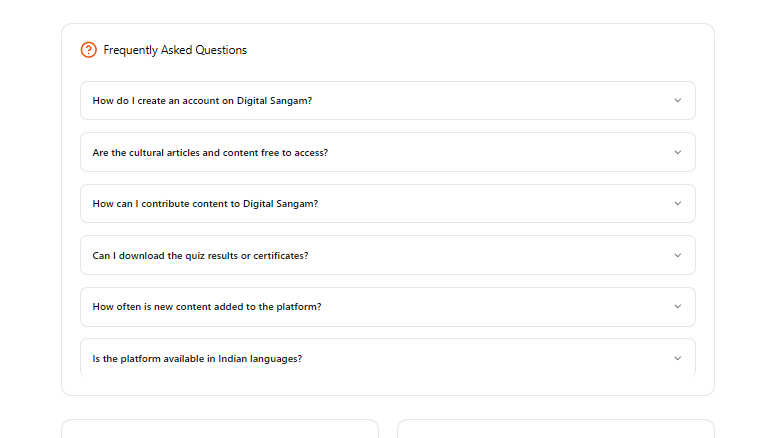 Frequently Asked Questions
How do I create an account on Digital Sangam?
Are the cultural articles and content free to access?
How can I contribute content to Digital Sangam?
Can I download the quiz results or certificates?
How often is new content added to the platform?
Is the platform available in Indian languages?